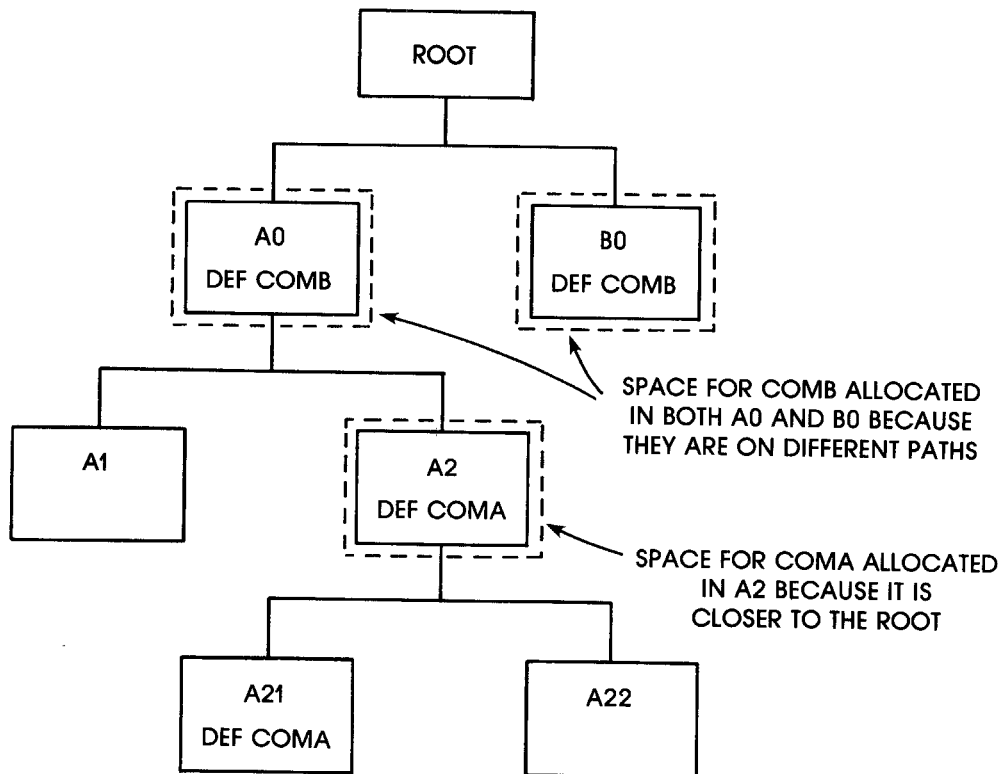 ROOT
A0
DEF COMB
B0
DEF COMB
SPACE FOR COMB ALLOCATED
IN BOTH A0 AND B0 BECAUSE
THEY ARE ON DIFFERENT PATHS
A1
A2
DEF COMA
SPACE FOR COMA ALLOCATED
IN A2 BECAUSE IT IS
CLOSER TO THE ROOT
A21
DEF COMA
A22